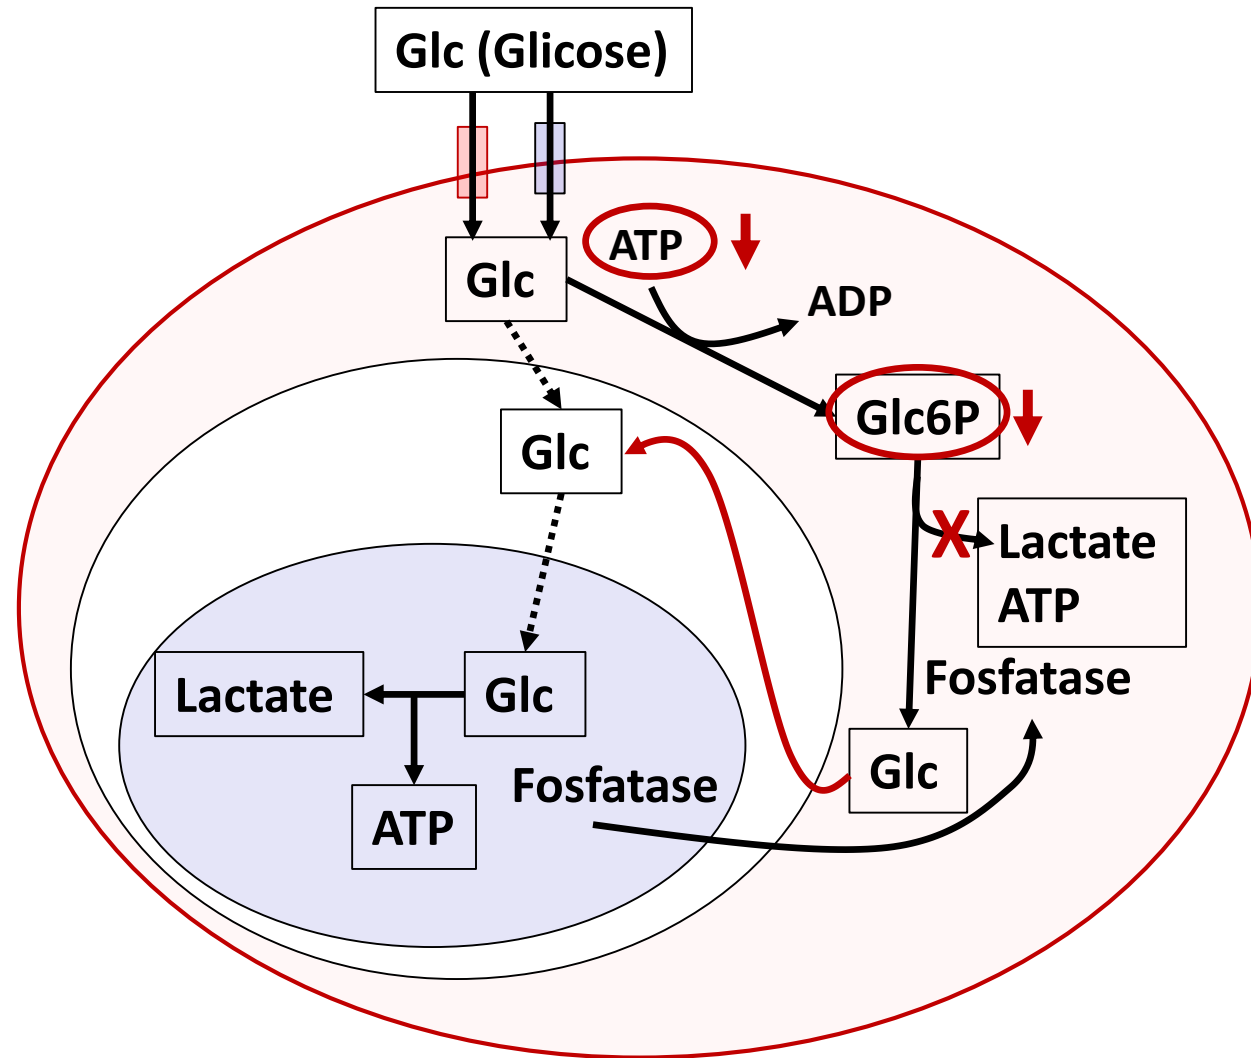 Glc (Glicose)
ATP
Glc
ADP
Glc6P
Glc
X
Lactate
ATP
Fosfatase
Lactate
Glc
Glc
Fosfatase
ATP